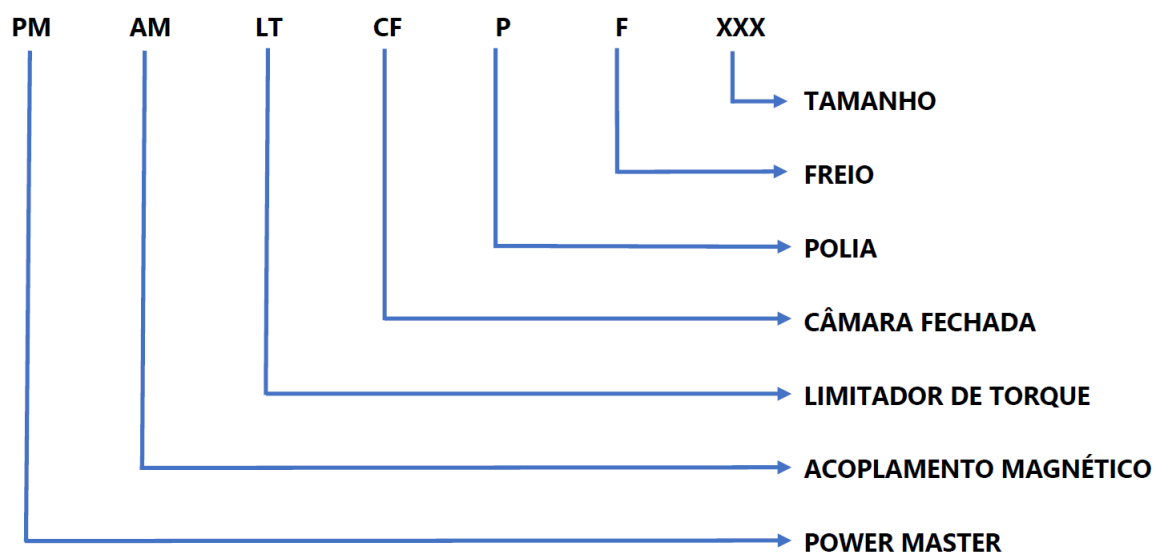 PM AM LT CF P F XXX
TAMANHO
FREIO
POLIA
CÂMARA FECHADA
LIMITADOR DE TORQUE
ACOPLAMENTO MAGNÉTICO
POWER MASTER